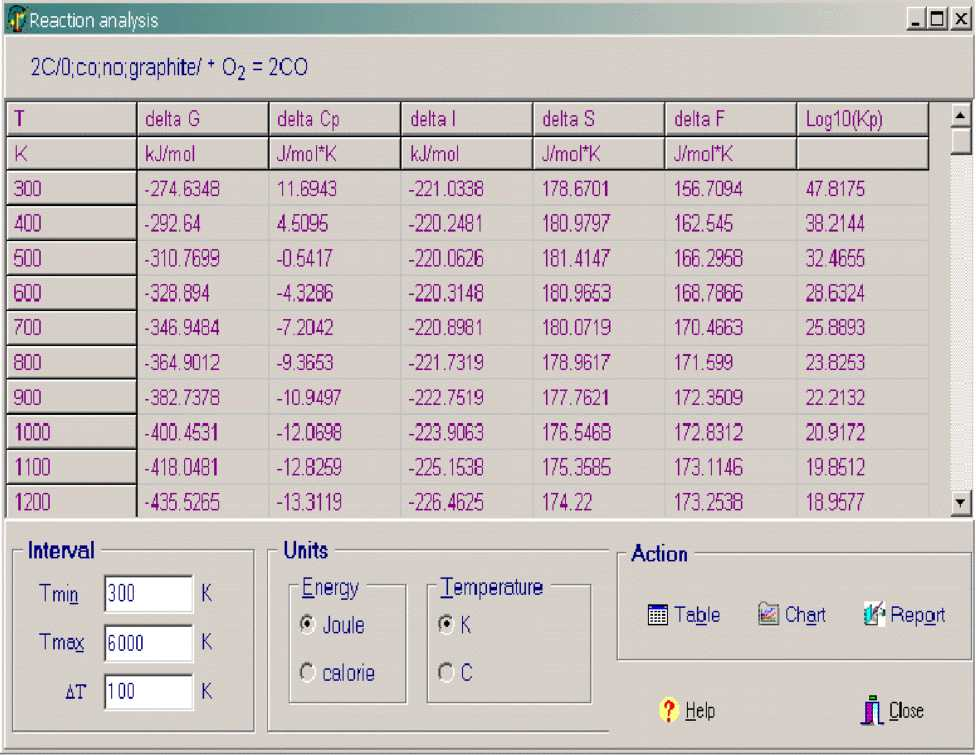 Reaction analysis
2C/0;co;no;graphite/ + O₂ = 2CO
T delta G delta Cp delta I delta S delta F Log10(Kp)
K kJ/mol J/mol*K kJ/mol J/mol*K J/mol*K
300 -274.6348 11.6943 -221.0338 178.6701 156.7094 47.8175
400 -292.64 4.5095 -220.2481 180.9797 162.545 38.2144
500 -310.7699 -0.5417 -220.0626 181.4147 166.2958 32.4655
600 -328.894 -4.3286 -220.3148 180.9653 168.7866 28.6324
700 -346.9484 -7.2042 -220.8981 180.0719 170.4663 25.8893
800 -364.9012 -9.3653 -221.7319 178.9617 171.599 23.8253
900 -382.7378 -10.9497 -222.7519 177.7621 172.3509 22.2132
1000 -400.4531 -12.0698 -223.9063 176.5468 172.8312 20.9172
1100 -418.0481 -12.8259 -225.1538 175.3585 173.1146 19.8512
1200 -435.5265 -13.3119 -226.4625 174.22 173.2538 18.9577
Interval Units Action
Energy Temperature
Tmin 300 K
Joule K
Table Chart Report
Tmax 6000 K
calorie C
ΔT 100 K
? Help Close